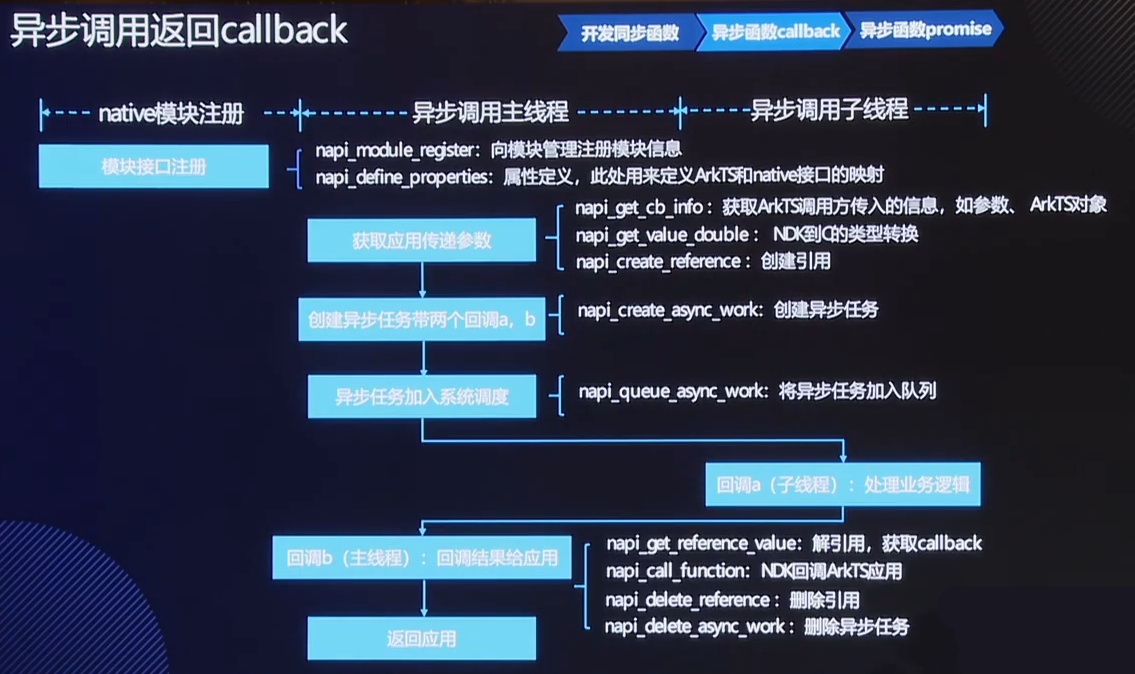 异步调用返回callback
开发同步函数
异步函数callback
异步函数promise
native模块注册
异步调用主线程
异步调用子线程
模块接口注册
napi_module_register：向模块管理注册模块信息
napi_define_properties：属性定义，此处用来定义ArkTS和native接口的映射
获取应用传递参数
napi_get_cb_info：获取ArkTS调用方传入的信息，如参数、ArkTS对象
napi_get_value_double：NDK到C的类型转换
napi_create_reference：创建引用
创建异步任务带两个回调a，b
napi_create_async_work：创建异步任务
异步任务加入系统调度
napi_queue_async_work：将异步任务加入队列
回调a（子线程）：处理业务逻辑
回调b（主线程）：回调结果给应用
napi_get_reference_value：解引用，获取callback
napi_call_function：NDK回调ArkTS应用
napi_delete_reference：删除引用
napi_delete_async_work：删除异步任务
返回应用